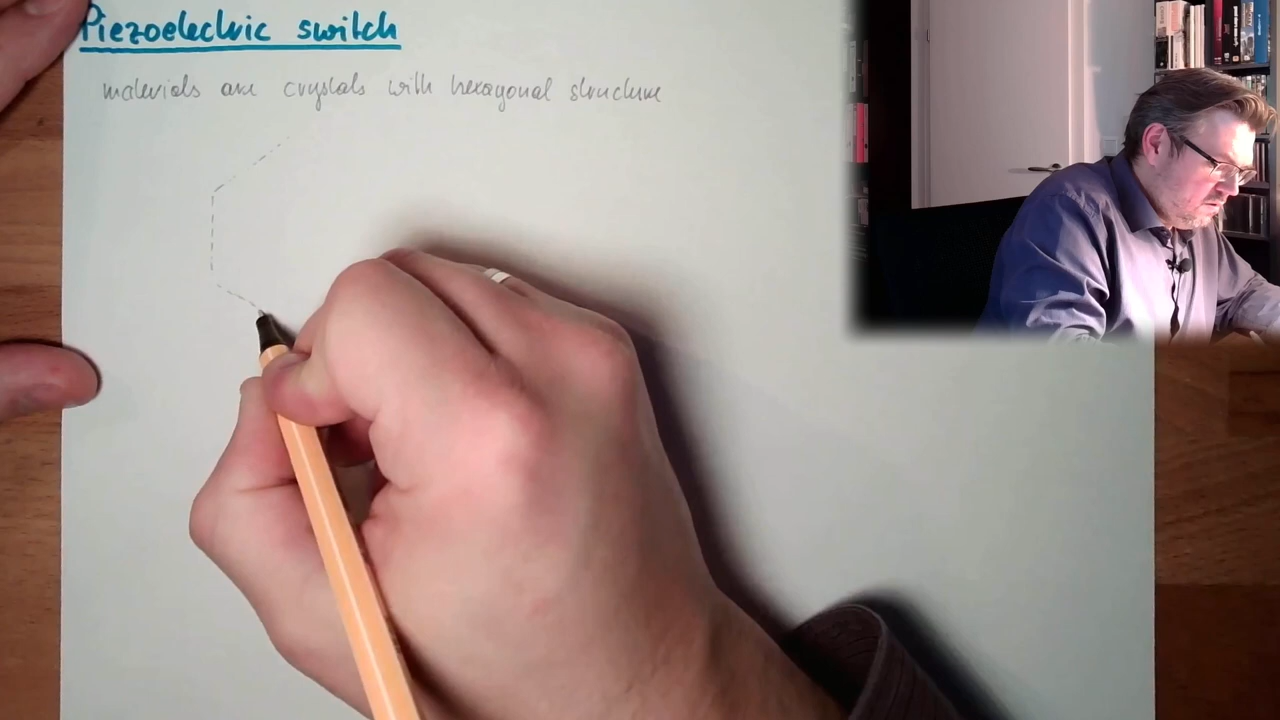 Piezoelectric switch
materials are crystals with hexagonal structure